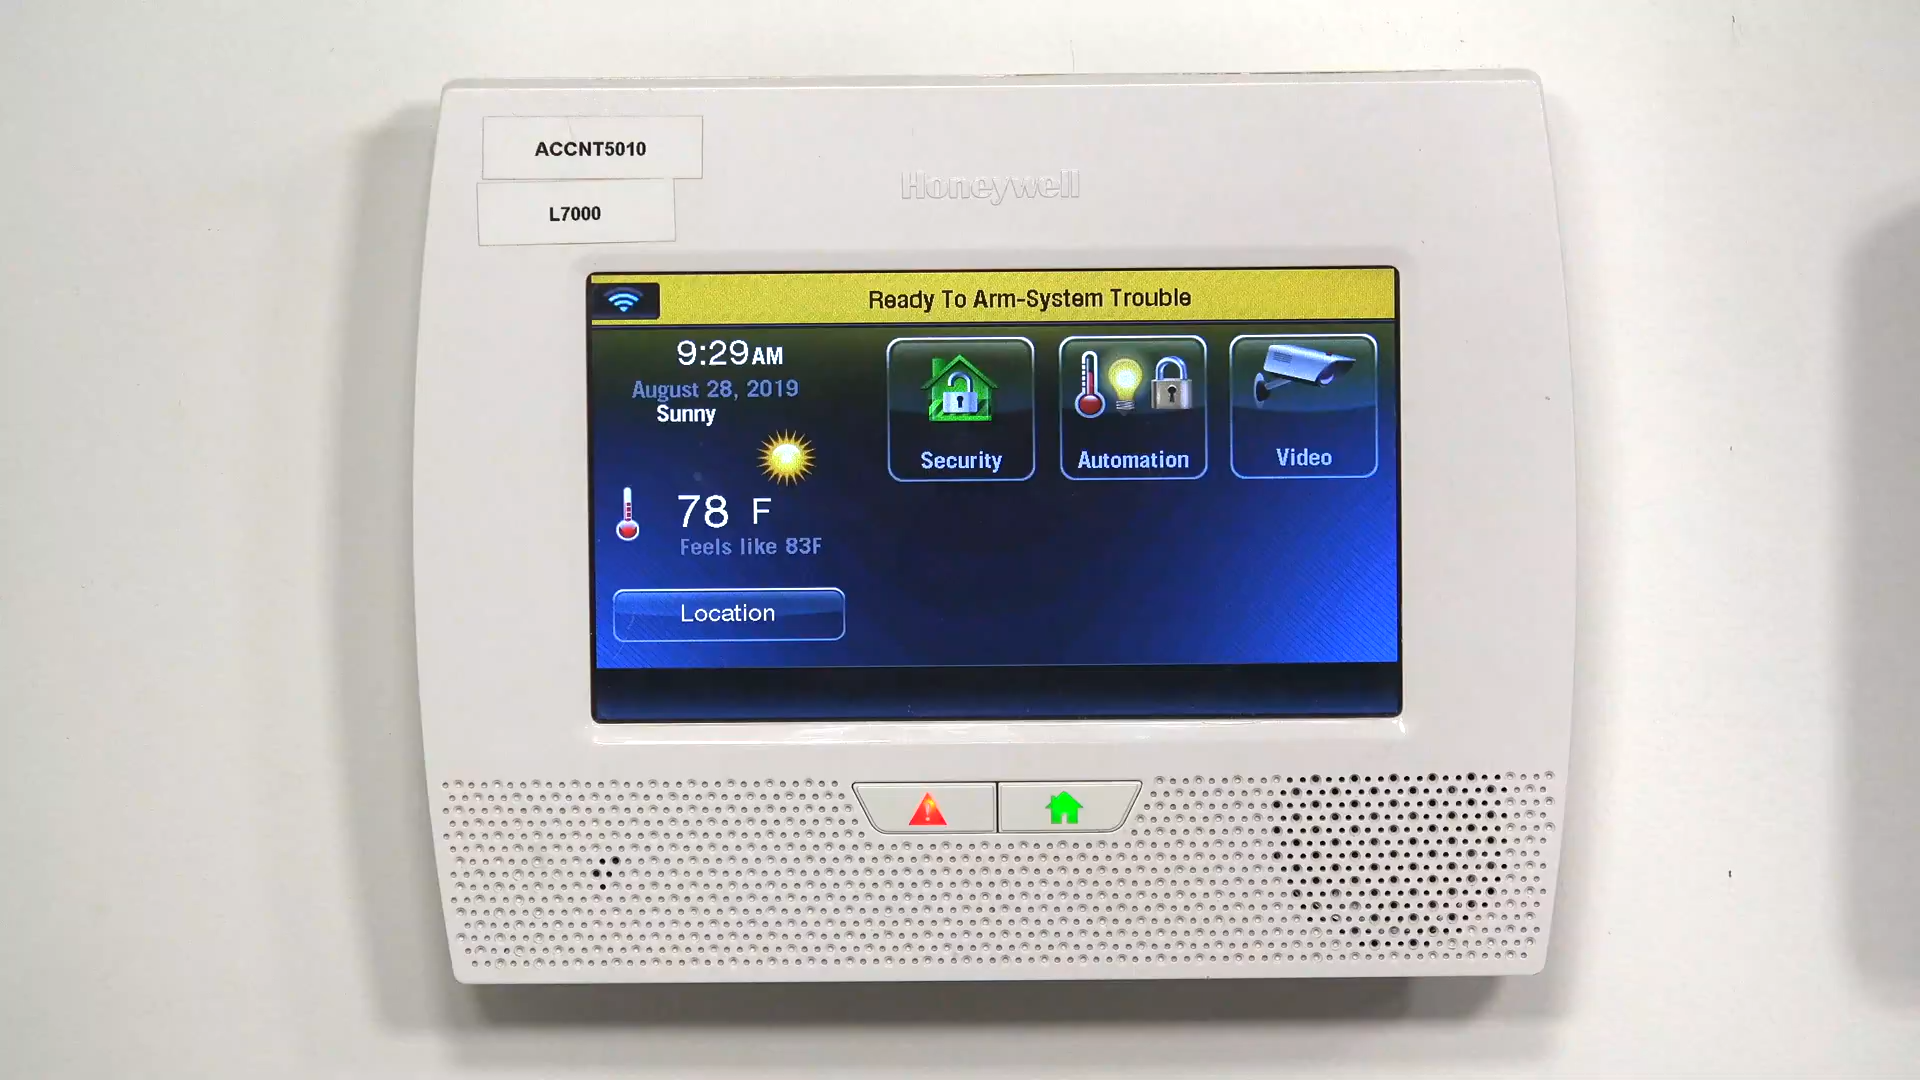 ACCNT5010
L7000
Honeywell
Ready To Arm-System Trouble
9:29AM
August 28, 2019
Sunny
78 F
Feels like 83F
Location
Security
Automation
Video